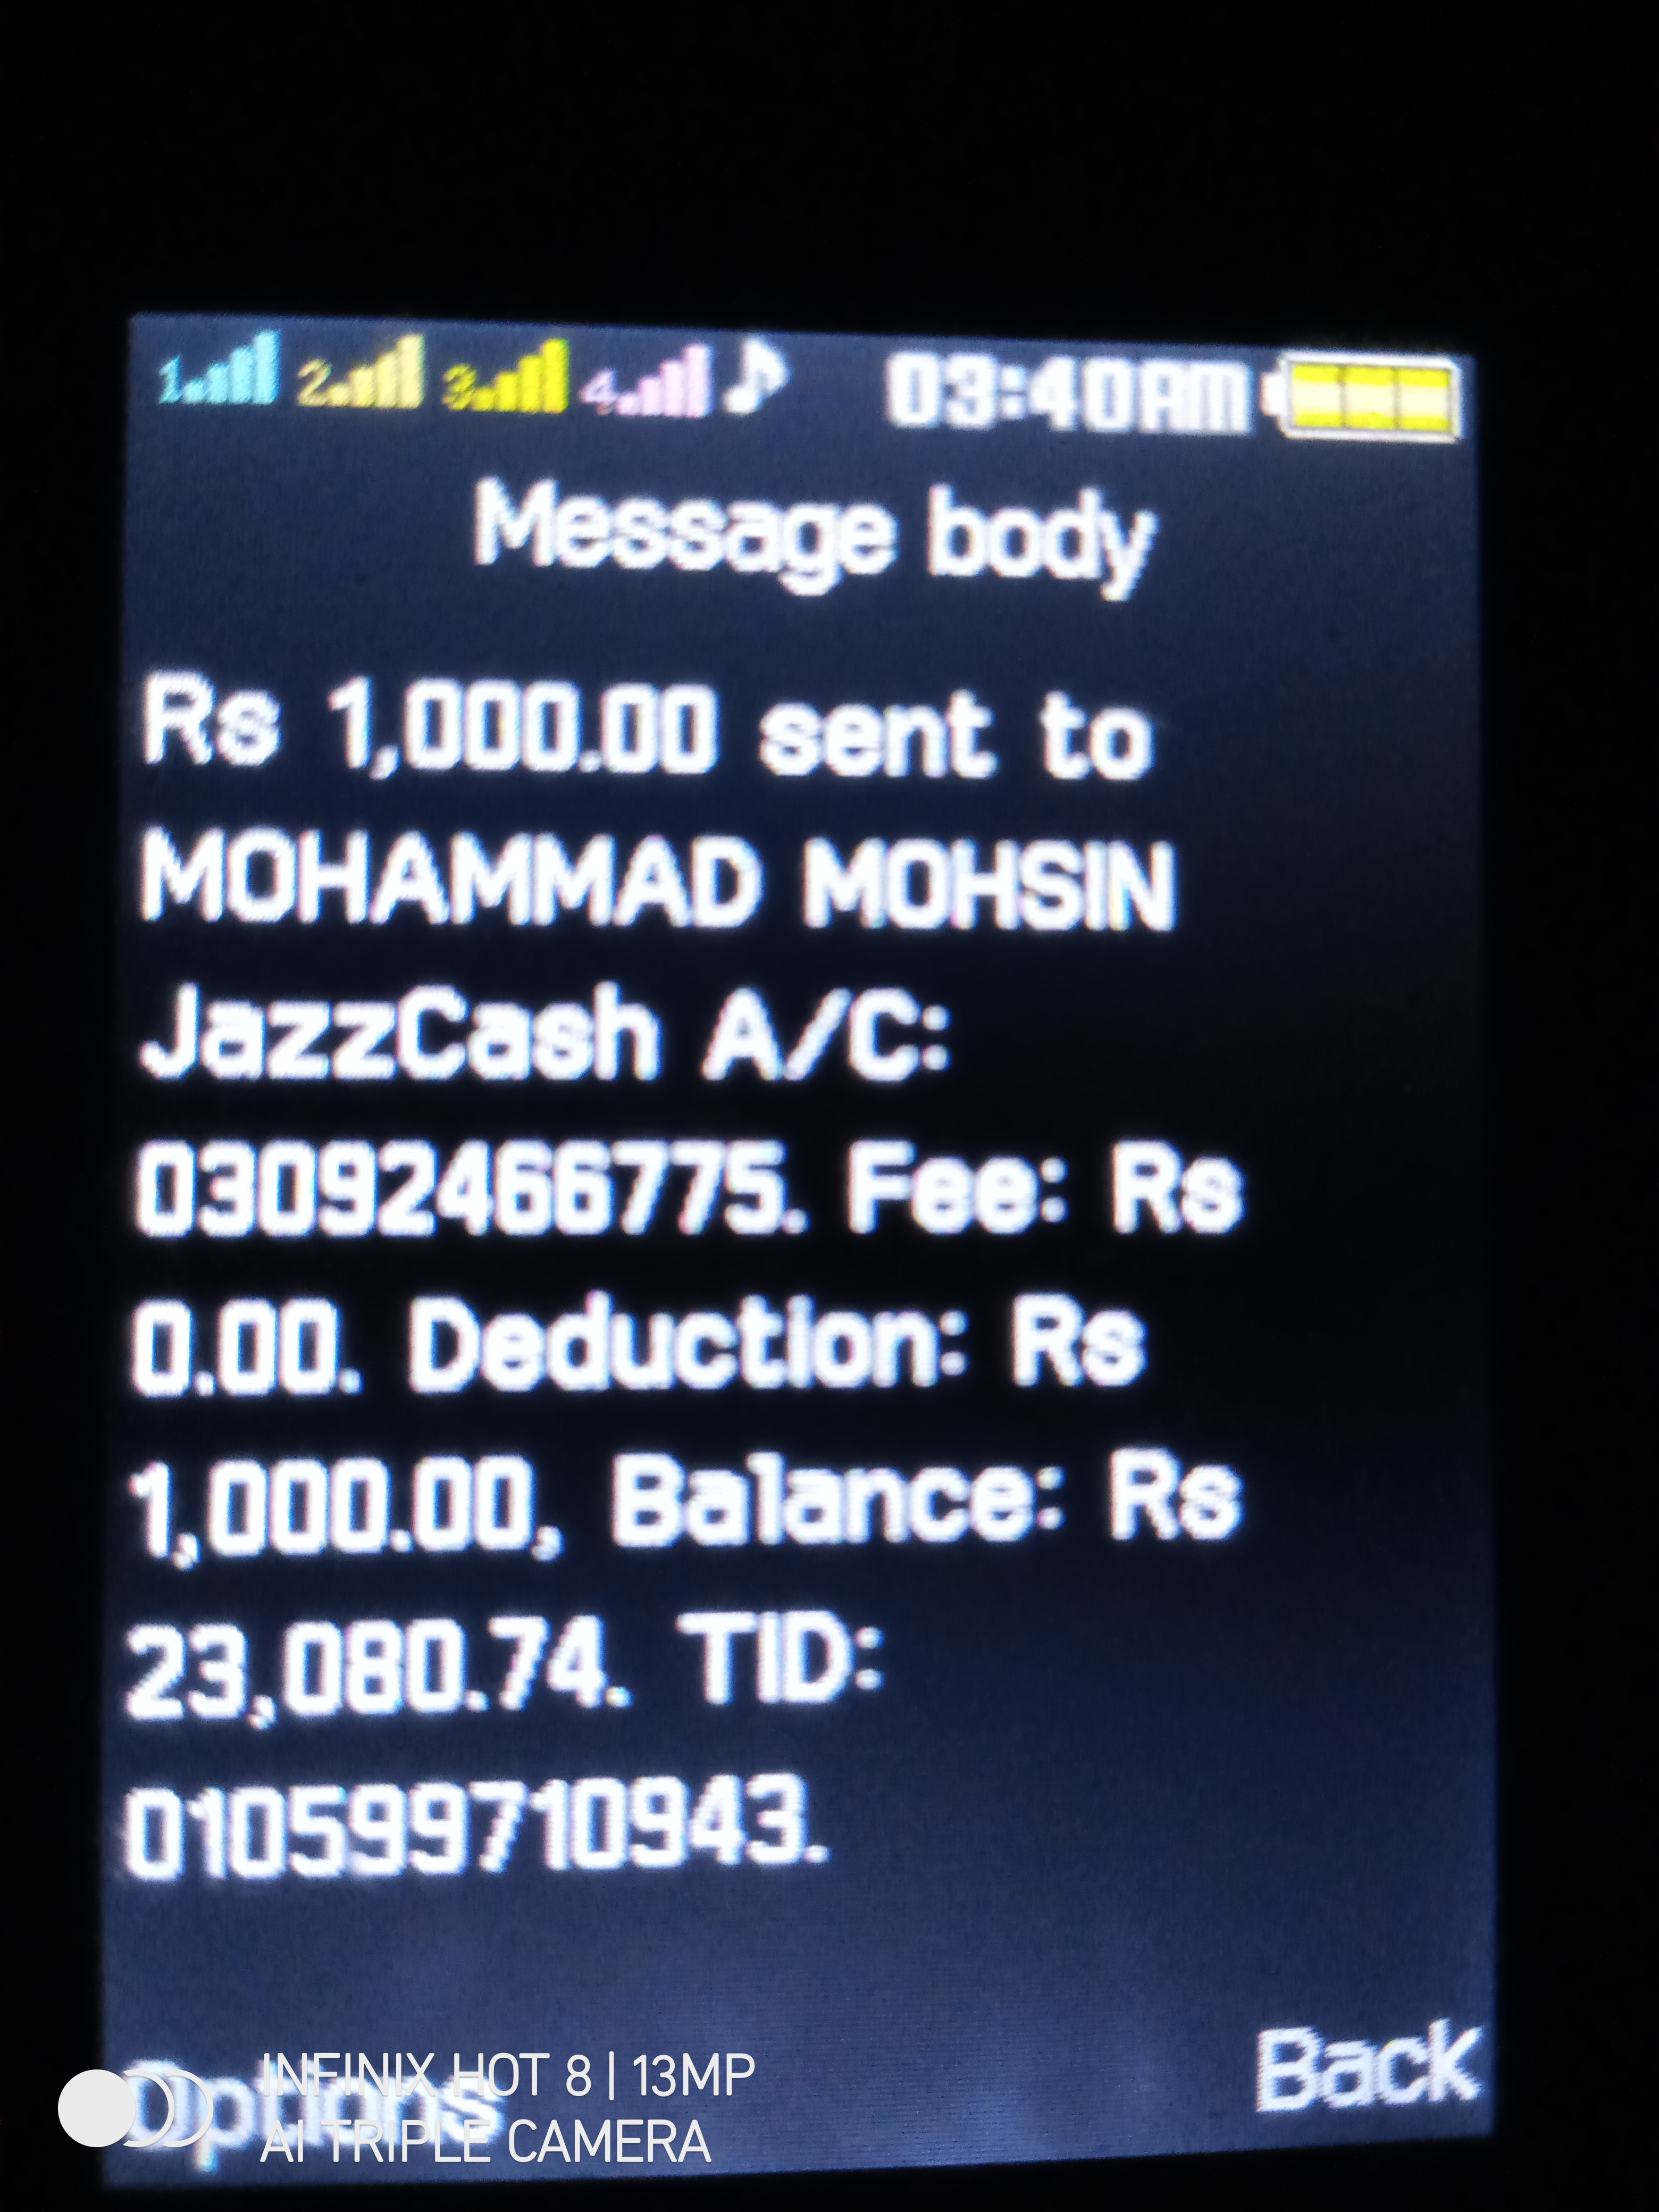 1 2 3 4 03:40AM
Message body
Rs 1,000.00 sent to
MOHAMMAD MOHSIN
JazzCash A/C:
03092466775. Fee: Rs
0.00. Deduction: Rs
1,000.00, Balance: Rs
23,080.74. TID:
010599710943.
Options
Back
INFINIX HOT 8 | 13MP
AI TRIPLE CAMERA